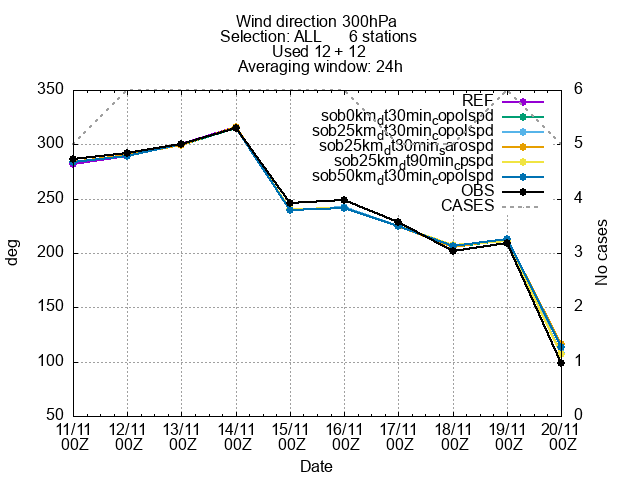 Wind direction 300hPa
Selection: ALL 6 stations
Used 12 + 12
Averaging window: 24h
350 300 250 200 150 100 50
deg
REF
sob0km_dt30min_copolspd
sob25km_dt30min_copolspd
sob25km_dt30min_sarospd
sob25km_dt90min_cpspd
sob50km_dt30min_copolspd
OBS
CASES
6 5 4 3 2 1 0
No cases
11/11 12/11 13/11 14/11 15/11 16/11 17/11 18/11 19/11 20/11
00Z 00Z 00Z 00Z 00Z 00Z 00Z 00Z 00Z 00Z
Date